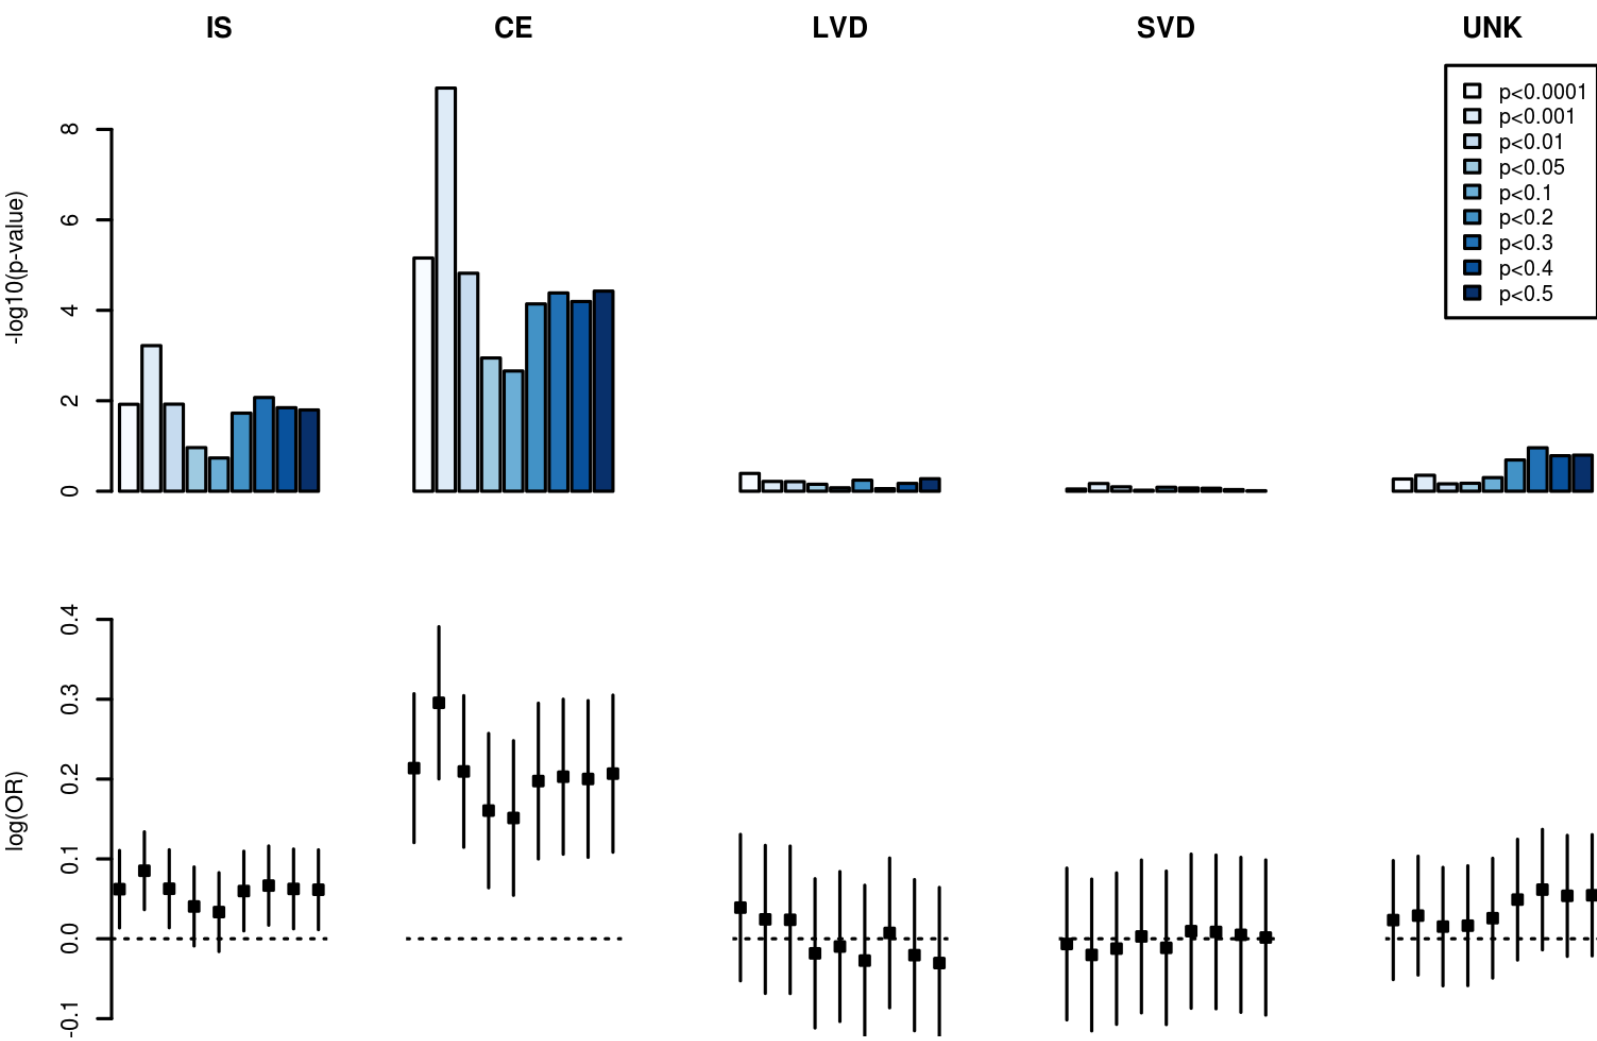 IS CE LVD SVD UNK
p<0.0001
p<0.001
p<0.01
p<0.05
p<0.1
p<0.2
p<0.3
p<0.4
p<0.5
-log10(p-value)
8
6
4
2
0
log(OR)
0.4
0.3
0.2
0.1
0.0
-0.1